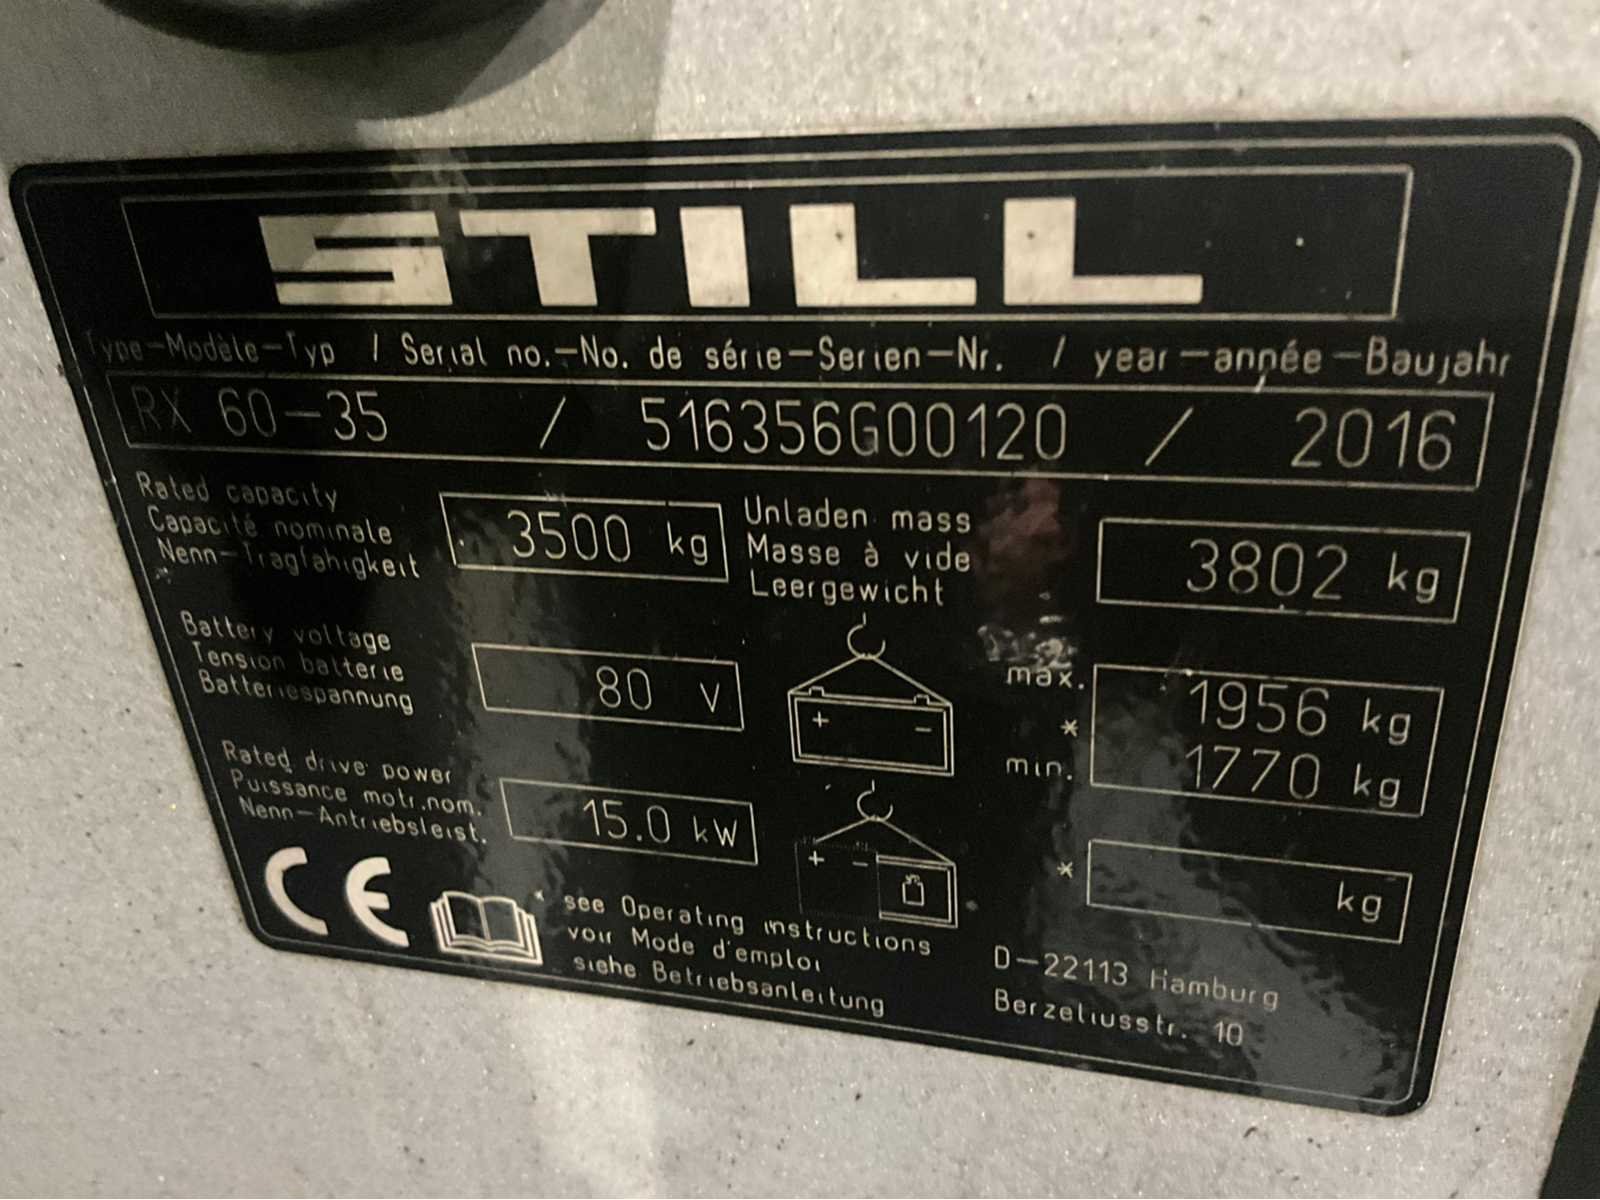 STILL
Type-Modèle-Typ / Serial no.-No. de série-Serien-Nr. / year-année-Baujahr
RX 60-35 / 516356G00120 / 2016
Rated capacity
Capacité nominale
Nenn-Tragfähigkeit
3500 kg
Unladen mass
Masse à vide
Leergewicht
3802 kg
Battery voltage
Tension batterie
Batteriespannung
80 V
+ -
max. 1956 kg
*
min. 1770 kg
Rated drive power
Puissance motr.nom.
Nenn-Antriebsleist.
15.0 kW
+ -
* kg
CE
* see Operating instructions
voir Mode d'emploi
siehe Betriebsanleitung
D-22113 Hamburg
Berzeliusstr. 10